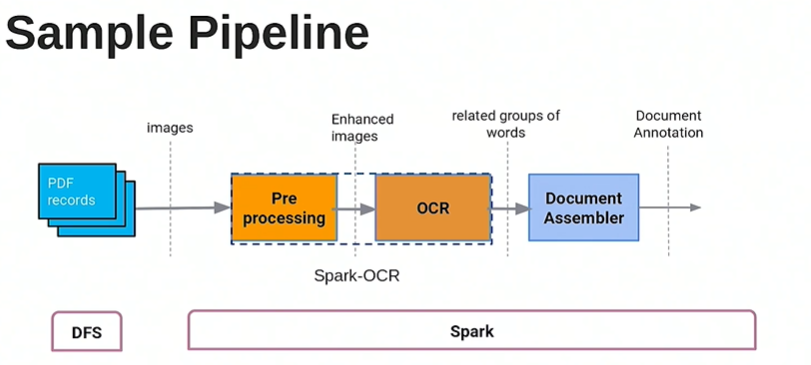 Sample Pipeline
images
Enhanced
images
related groups of
words
Document
Annotation
PDF
records
Pre
processing
OCR
Document
Assembler
Spark-OCR
DFS
Spark